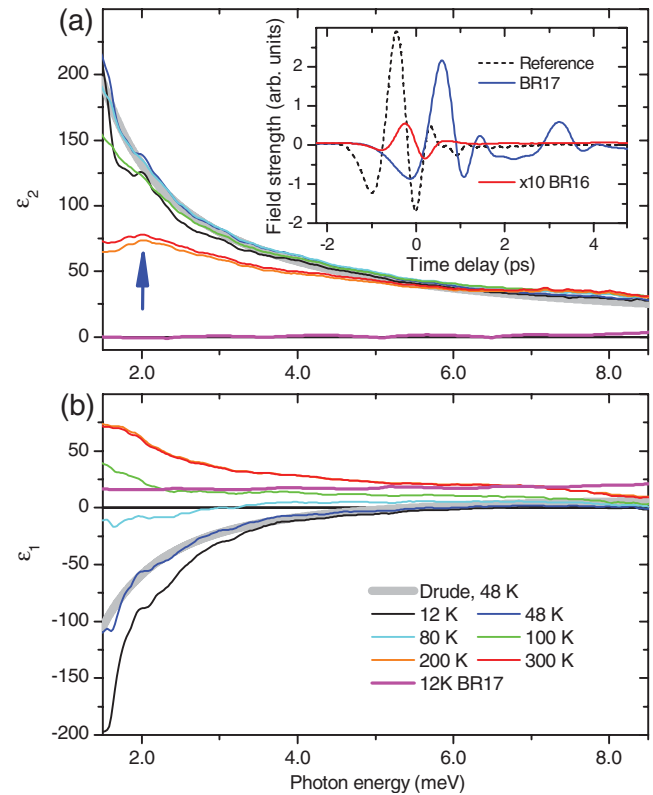 (a)
ε₂
200
150
100
50
0
2.0
4.0
6.0
8.0
Field strength (arb. units)
2
1
0
-1
-2
-2
0
2
4
Time delay (ps)
Reference
BR17
x10 BR16
(b)
ε₁
50
0
-50
-100
-150
-200
Drude, 48 K
12 K
48 K
80 K
100 K
200 K
300 K
12K BR17
2.0
4.0
6.0
8.0
Photon energy (meV)